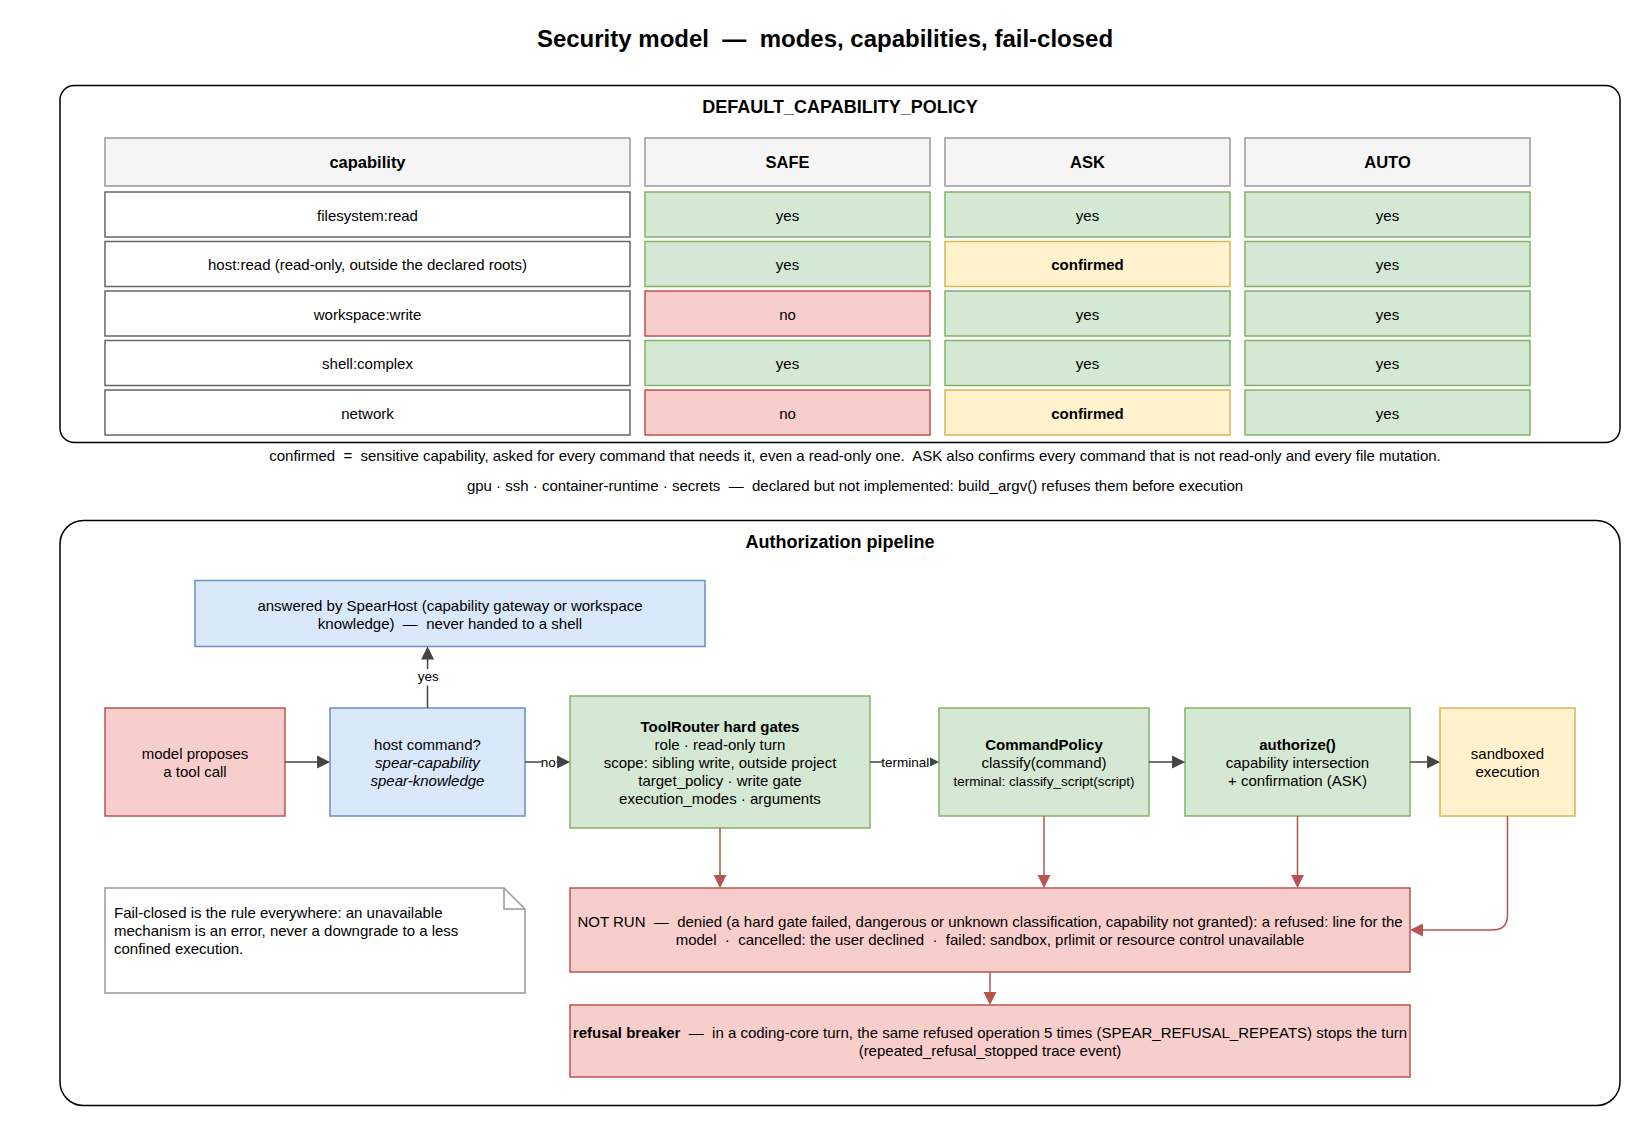 Security model — modes, capabilities, fail-closed
DEFAULT_CAPABILITY_POLICY
capability SAFE ASK AUTO
filesystem:read yes yes yes
host:read (read-only, outside the declared roots) yes confirmed yes
workspace:write no yes yes
shell:complex yes yes yes
network no confirmed yes
confirmed = sensitive capability, asked for every command that needs it, even a read-only one. ASK also confirms every command that is not read-only and every file mutation.
gpu · ssh · container-runtime · secrets — declared but not implemented: build_argv() refuses them before execution
Authorization pipeline
answered by SpearHost (capability gateway or workspace
knowledge) — never handed to a shell
yes
model proposes
a tool call
host command?
spear-capability
spear-knowledge
no
ToolRouter hard gates
role · read-only turn
scope: sibling write, outside project
target_policy · write gate
execution_modes · arguments
terminal
CommandPolicy
classify(command)
terminal: classify_script(script)
authorize()
capability intersection
+ confirmation (ASK)
sandboxed
execution
Fail-closed is the rule everywhere: an unavailable
mechanism is an error, never a downgrade to a less
confined execution.
NOT RUN — denied (a hard gate failed, dangerous or unknown classification, capability not granted): a refused: line for the
model · cancelled: the user declined · failed: sandbox, prlimit or resource control unavailable
refusal breaker — in a coding-core turn, the same refused operation 5 times (SPEAR_REFUSAL_REPEATS) stops the turn
(repeated_refusal_stopped trace event)